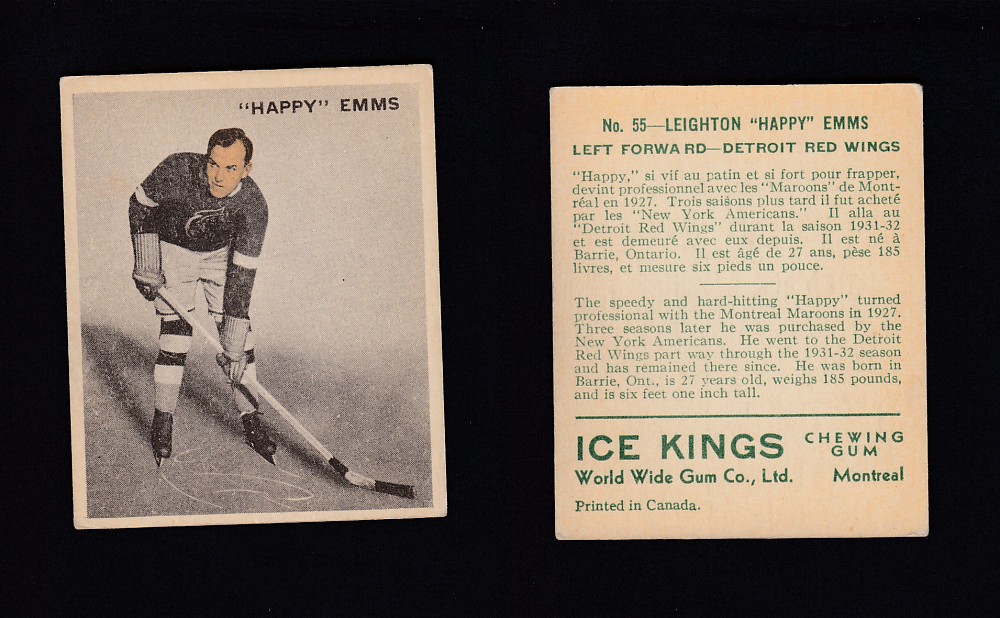 "HAPPY" EMMS
No. 55—LEIGHTON "HAPPY" EMMS
LEFT FORWARD—DETROIT RED WINGS
"Happy," si vif au patin et si fort pour frapper,
devint professionnel avec les "Maroons" de Mont-
réal en 1927. Trois saisons plus tard il fut acheté
par les "New York Americans." Il alla au
"Detroit Red Wings" durant la saison 1931-32
et est demeuré avec eux depuis. Il est né à
Barrie, Ontario. Il est âgé de 27 ans, pèse 185
livres, et mesure six pieds un pouce.
The speedy and hard-hitting "Happy" turned
professional with the Montreal Maroons in 1927.
Three seasons later he was purchased by the
New York Americans. He went to the Detroit
Red Wings part way through the 1931-32 season
and has remained there since. He was born in
Barrie, Ont., is 27 years old, weighs 185 pounds,
and is six feet one inch tall.
ICE KINGS CHEWING GUM
World Wide Gum Co., Ltd. Montreal
Printed in Canada.